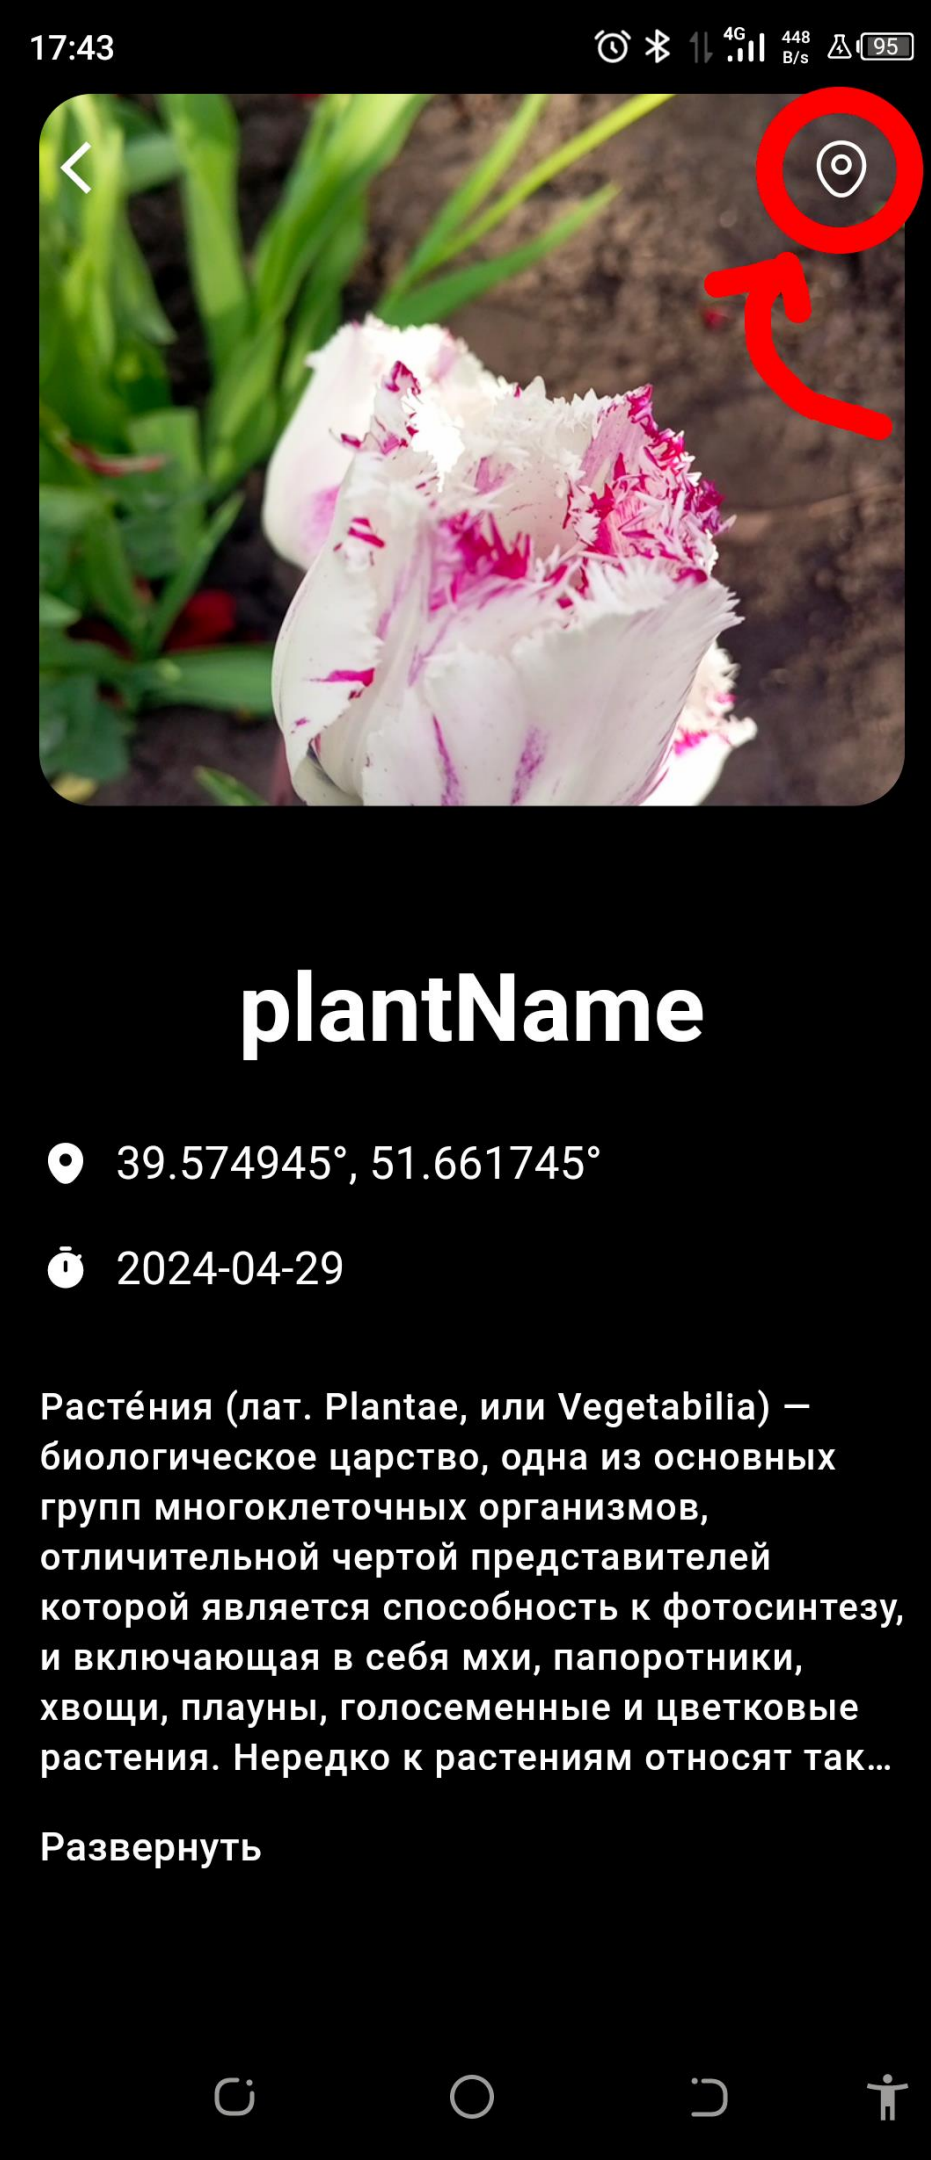 17:43
4G
448
B/s
95
plantName
39.574945°, 51.661745°
2024-04-29
Расте́ния (лат. Plantae, или Vegetabilia) —
биологическое царство, одна из основных
групп многоклеточных организмов,
отличительной чертой представителей
которой является способность к фотосинтезу,
и включающая в себя мхи, папоротники,
хвощи, плауны, голосеменные и цветковые
растения. Нередко к растениям относят так…
Развернуть